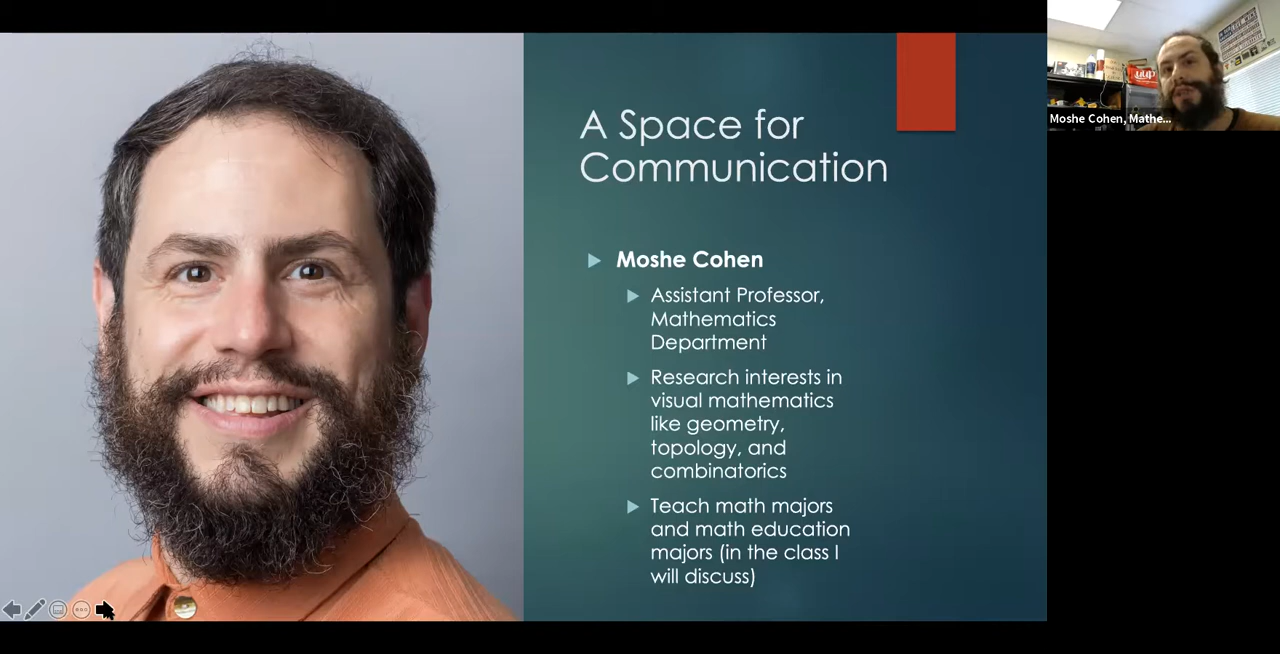 A Space for
Communication
Moshe Cohen
Assistant Professor,
Mathematics
Department
Research interests in
visual mathematics
like geometry,
topology, and
combinatorics
Teach math majors
and math education
majors (in the class I
will discuss)
uup
Moshe Cohen, Mathe...